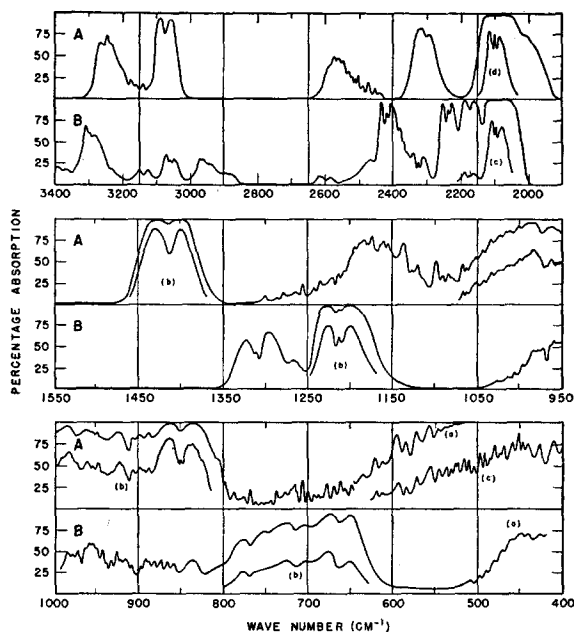 A
75
50
25
(d)
B
75
50
25
(c)
3400 3200 3000 2800 2600 2400 2200 2000
PERCENTAGE ABSORPTION
A
75
50
25
(b)
B
75
50
25
(b)
1550 1450 1350 1250 1150 1050 950
A
75
50
25
(b)
(a)
(c)
B
75
50
25
(b)
(a)
1000 900 800 700 600 500 400
WAVE NUMBER (CM⁻¹)